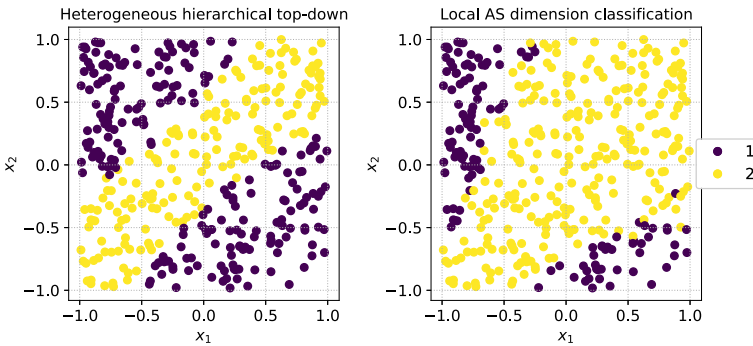 Heterogeneous hierarchical top-down
Local AS dimension classification
1.0
0.5
0.0
−0.5
−1.0
x2
−1.0 −0.5 0.0 0.5 1.0
x1
1.0
0.5
0.0
−0.5
−1.0
x2
−1.0 −0.5 0.0 0.5 1.0
x1
1
2